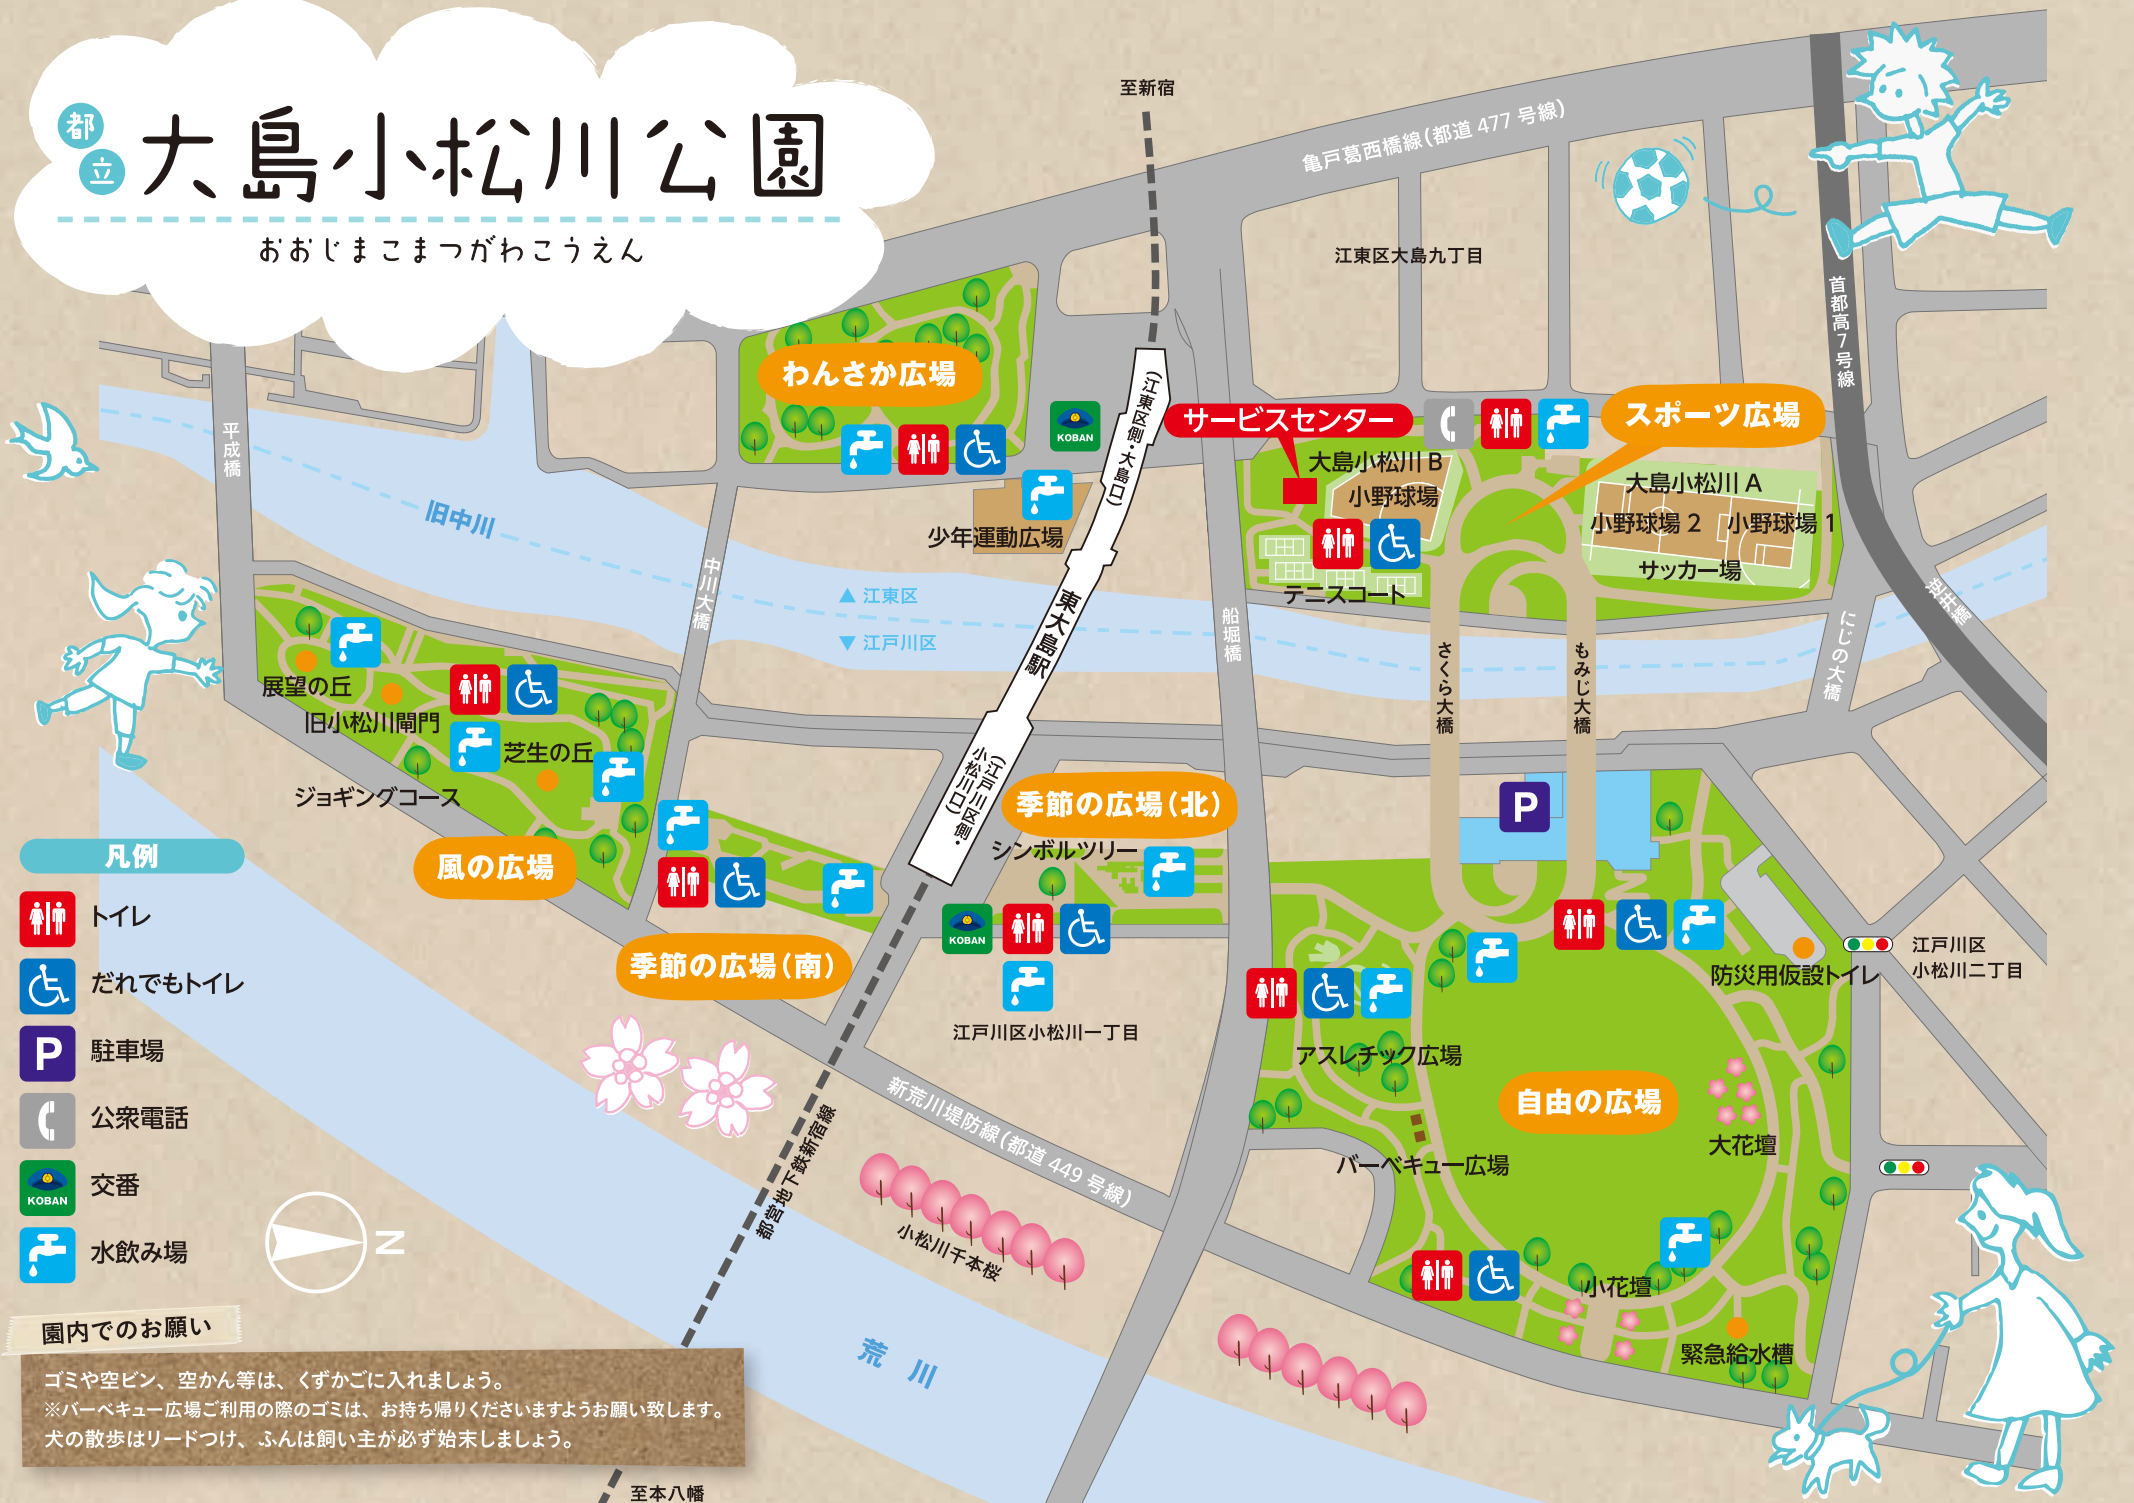 都立
大島小松川公園
おおじまこまつがわこうえん
至新宿
亀戸葛西橋線(都道 477 号線)
江東区大島九丁目
首都高7号線
わんさか広場
KOBAN
(江東区側・大島口)
サービスセンター
スポーツ広場
大島小松川 B
小野球場
大島小松川 A
小野球場 2
小野球場 1
サッカー場
テニスコート
少年運動広場
平成橋
旧中川
中川大橋
▲ 江東区
▼ 江戸川区
東大島駅
船堀橋
さくら大橋
もみじ大橋
にじの大橋
逆井橋
展望の丘
旧小松川閘門
芝生の丘
ジョギングコース
風の広場
(江戸川区側・
小松川口)
季節の広場(北)
シンボルツリー
季節の広場(南)
KOBAN
江戸川区小松川一丁目
P
防災用仮設トイレ
江戸川区
小松川二丁目
アスレチック広場
自由の広場
大花壇
バーベキュー広場
小花壇
緊急給水槽
新荒川堤防線(都道 449 号線)
都営地下鉄新宿線
小松川千本桜
荒川
凡例
トイレ
だれでもトイレ
P
駐車場
公衆電話
KOBAN
交番
水飲み場
N
園内でのお願い
ゴミや空ビン、空かん等は、くずかごに入れましょう。
※バーベキュー広場ご利用の際のゴミは、お持ち帰りくださいますようお願い致します。
犬の散歩はリードつけ、ふんは飼い主が必ず始末しましょう。
至本八幡